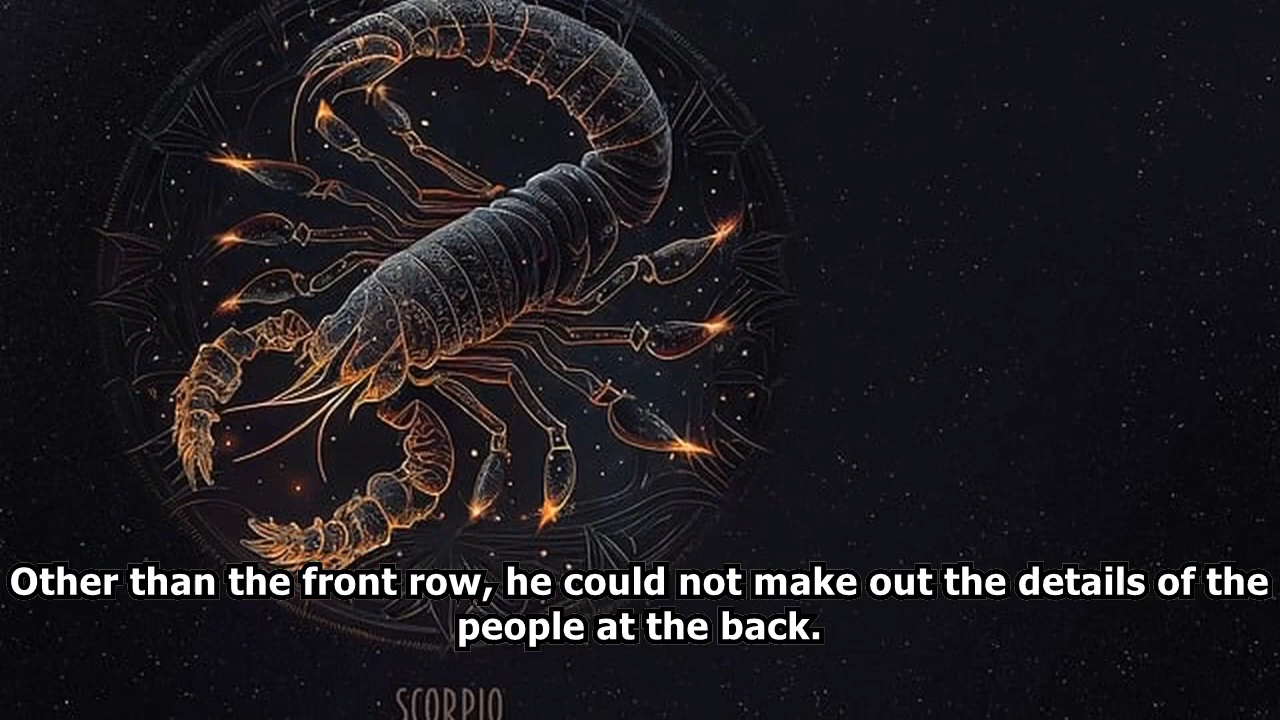 Other than the front row, he could not make out the details of the
people at the back.
SCORPIO